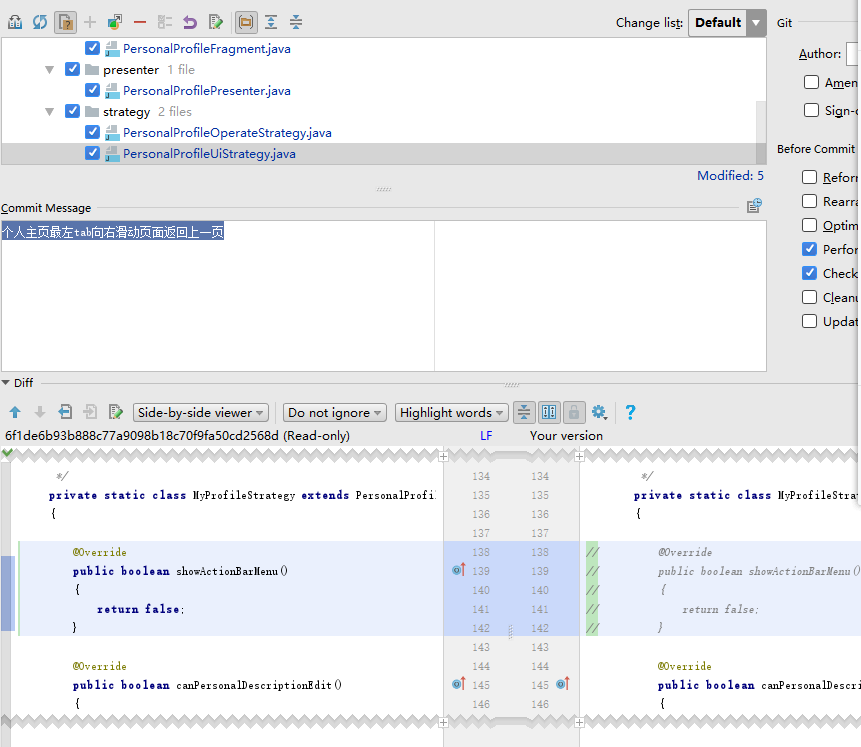 Change list: Default Git
PersonalProfileFragment.java
presenter 1 file
PersonalProfilePresenter.java
strategy 2 files
PersonalProfileOperateStrategy.java
PersonalProfileUiStrategy.java
Modified: 5
Author:
Amen
Sign-o
Before Commit
Reform
Rearra
Optim
Perfor
Check
Cleanu
Updat
Commit Message
个人主页最左tab向右滑动页面返回上一页
Diff
Side-by-side viewer Do not ignore Highlight words ?
6f1de6b93b888c77a9098b18c70f9fa50cd2568d (Read-only) LF Your version
*/ 134 134 */
private static class MyProfileStrategy extends PersonalProfil 135 135 private static class MyProfileStrat
{ 136 136 {
137 137
@Override 138 138 // @Override
public boolean showActionBarMenu() 139 139 // public boolean showActionBarMenu()
{ 140 140 // {
return false; 141 141 // return false;
} 142 142 // }
143 143
@Override 144 144 @Override
public boolean canPersonalDescriptionEdit() 145 145 public boolean canPersonalDescri
{ 146 146 {